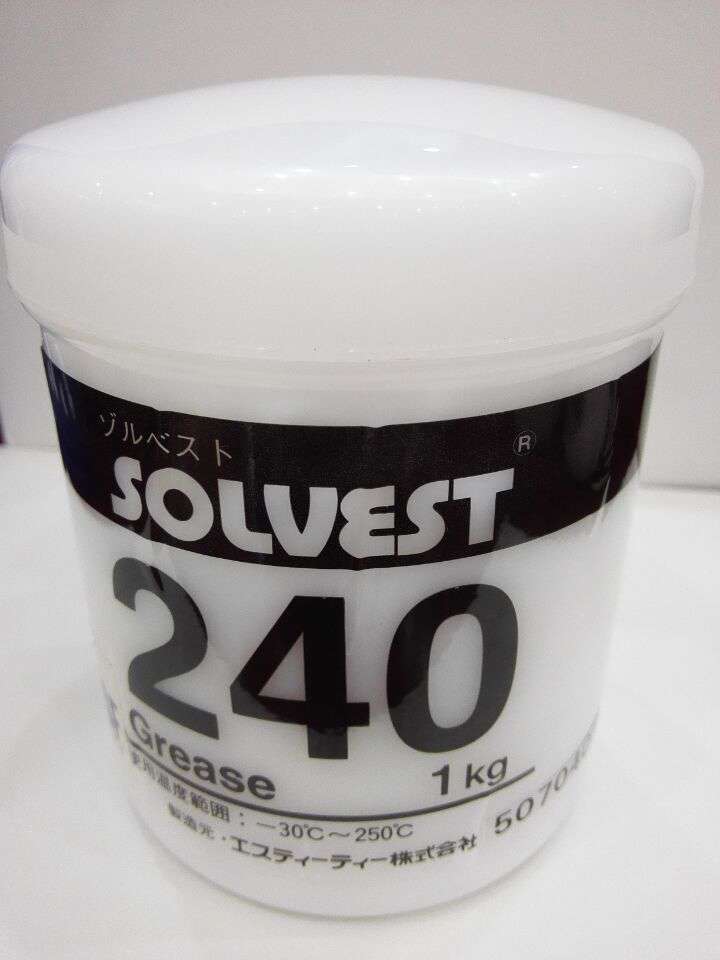 ゾルベスト
®
SOLVEST
240
Grease
1kg
使用温度範囲：－30℃～250℃
製造元・エスティーティー株式会社